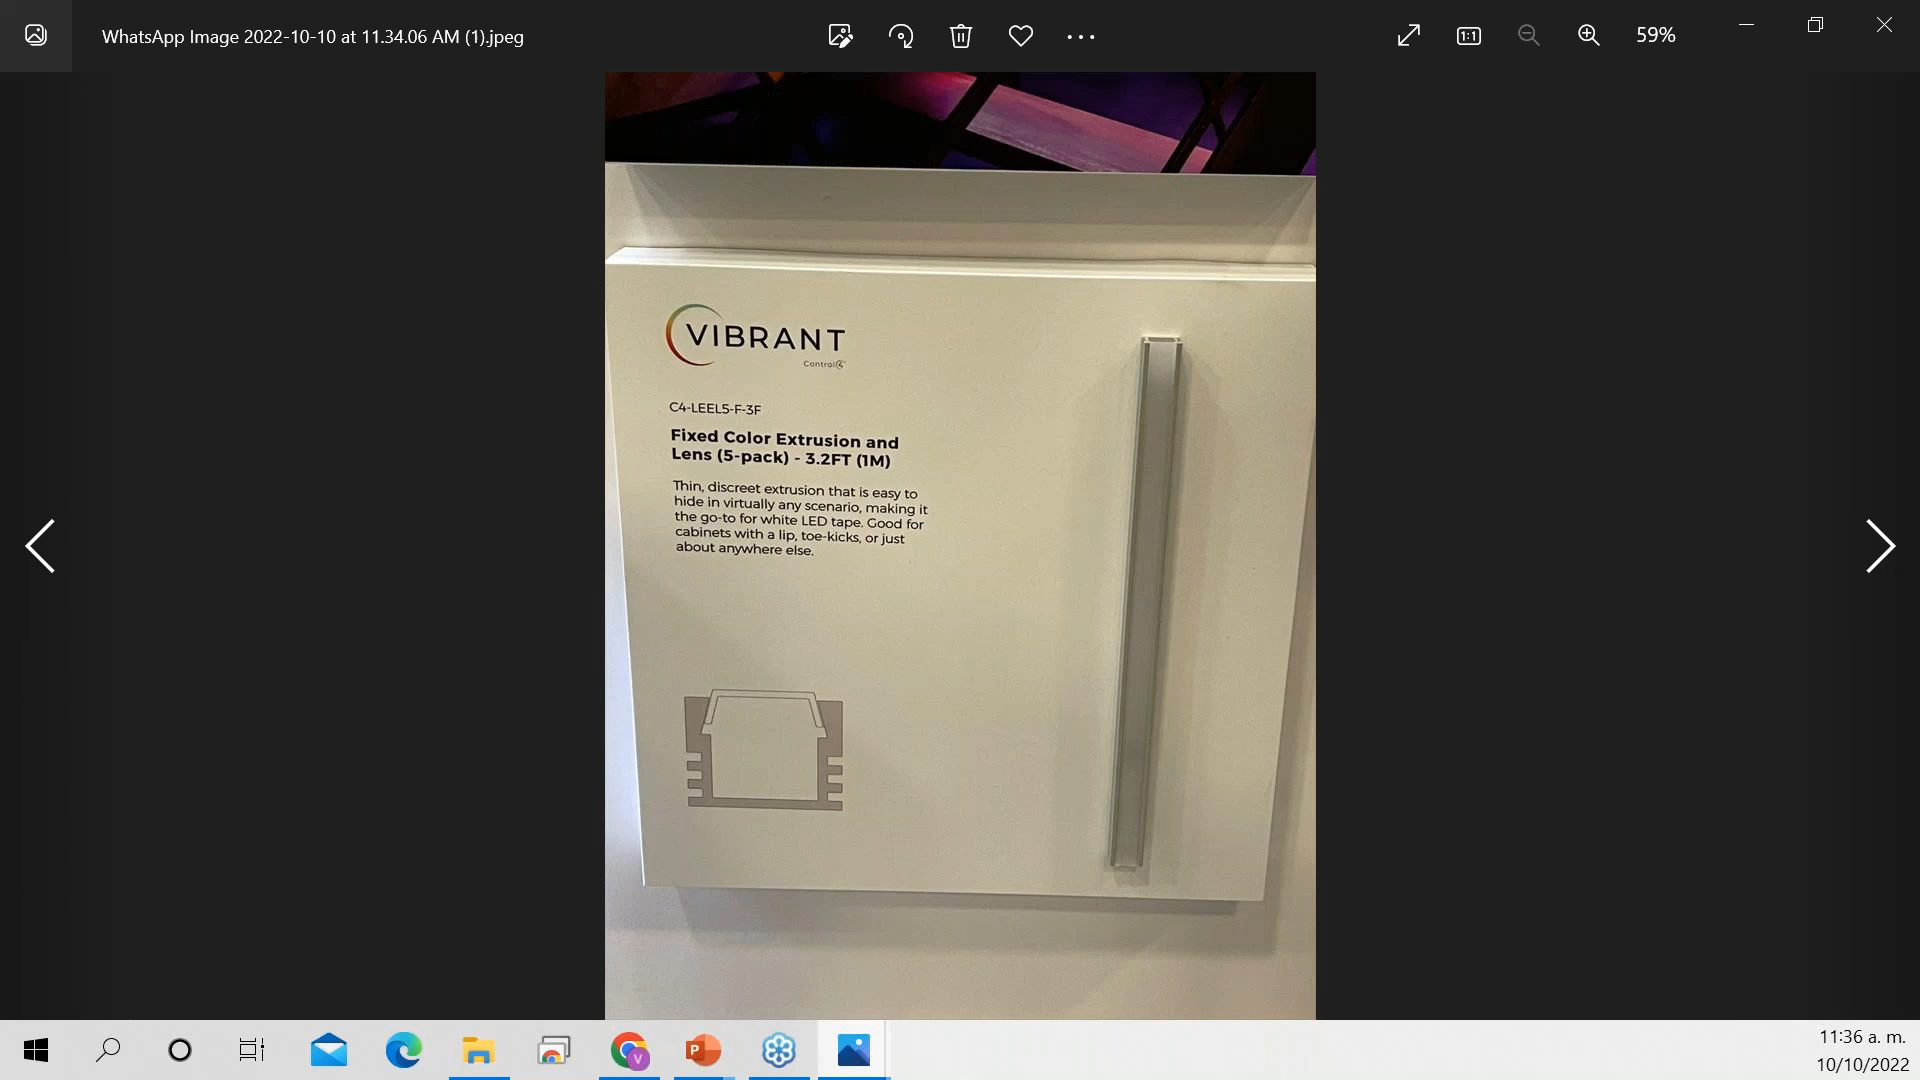 WhatsApp Image 2022-10-10 at 11.34.06 AM (1).jpeg
1:1
59%
VIBRANT
Control4
C4-LEEL5-F-3F
Fixed Color Extrusion and
Lens (5-pack) - 3.2FT (1M)
Thin, discreet extrusion that is easy to
hide in virtually any scenario, making it
the go-to for white LED tape. Good for
cabinets with a lip, toe-kicks, or just
about anywhere else.
V
P
11:36 a. m.
10/10/2022